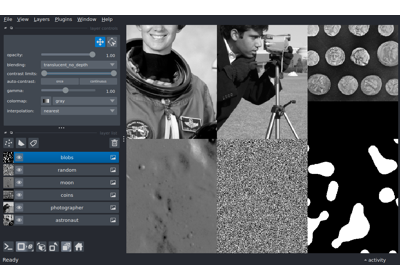 File View Layers Plugins Window Help
opacity: 1.00
blending: translucent_no_depth
contrast limits:
auto-contrast: once continuous
gamma: 1.00
colormap: gray
interpolation: nearest
blobs
random
moon
coins
photographer
astronaut
Ready
activity